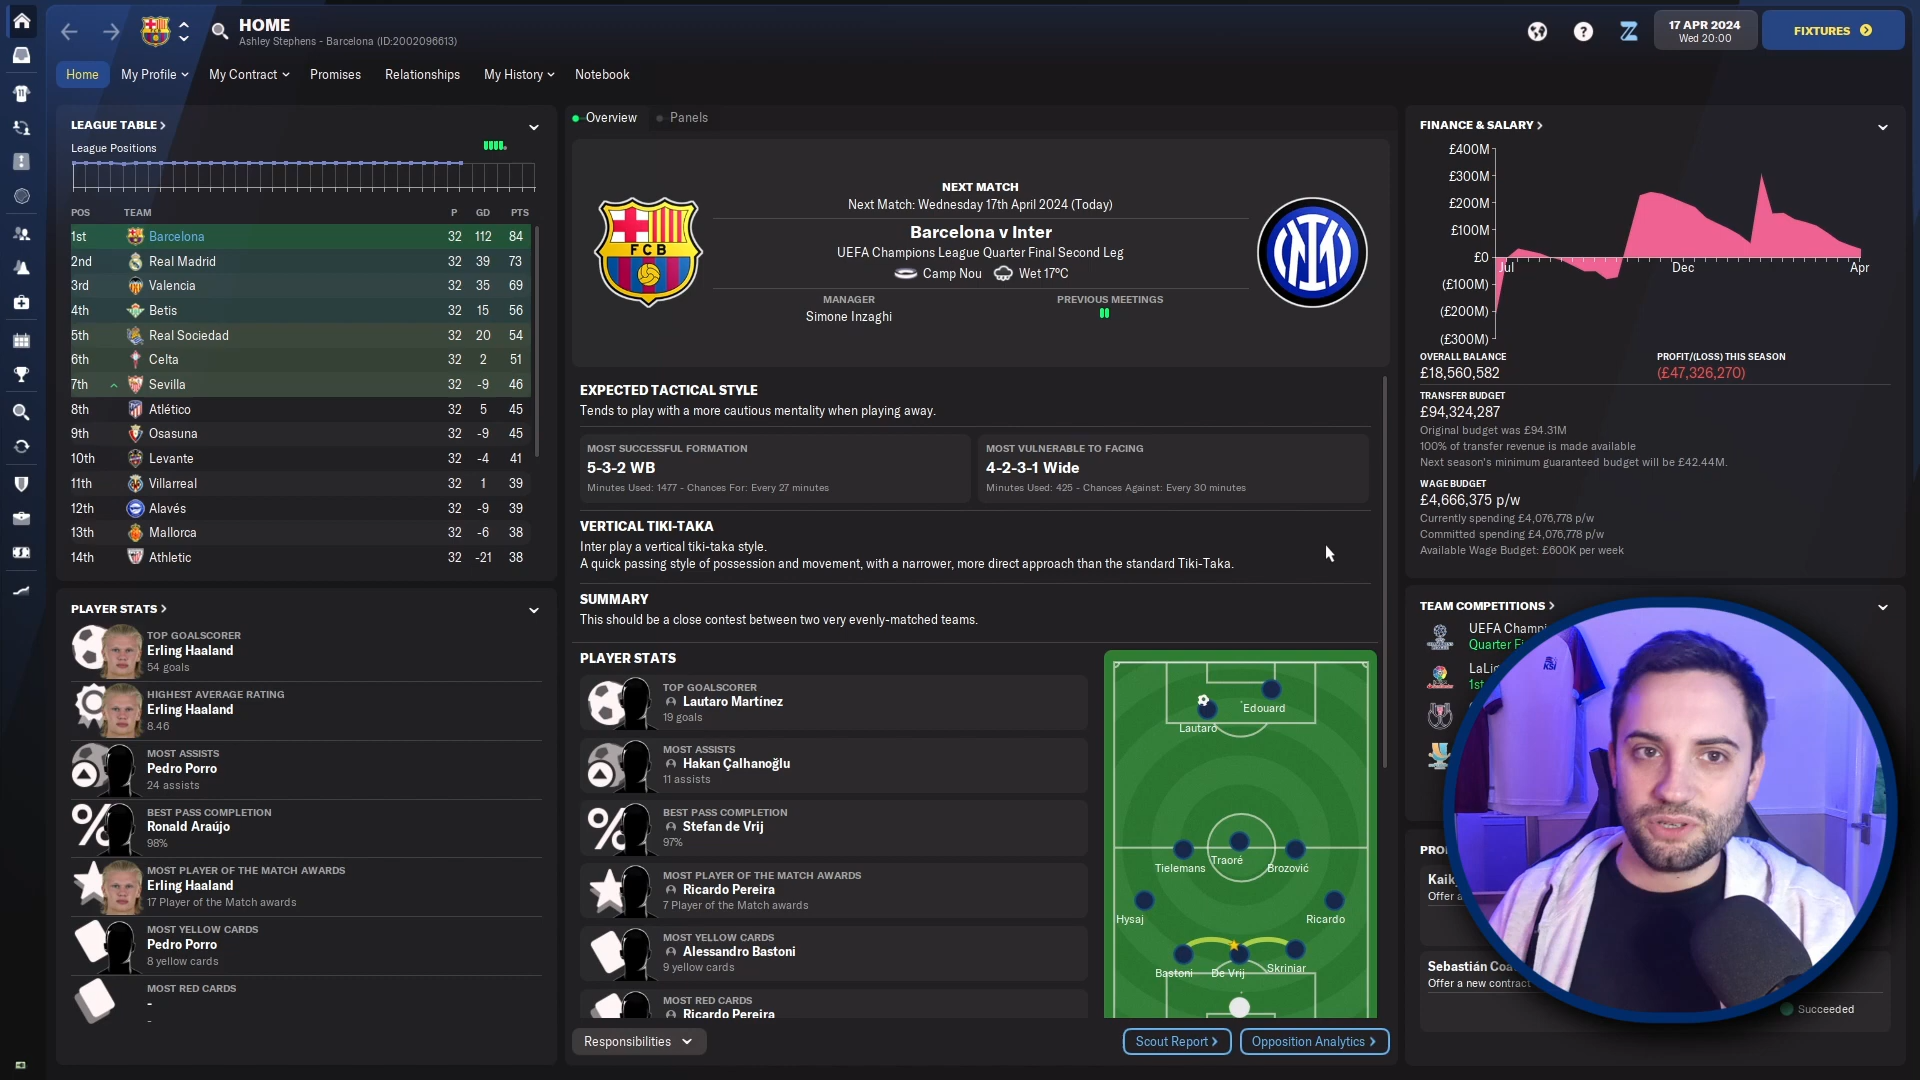 HOME
Ashley Stephens - Barcelona (ID:2002096613)
17 APR 2024
Wed 20:00
FIXTURES
Home
My Profile
My Contract
Promises
Relationships
My History
Notebook
LEAGUE TABLE
League Positions
POS TEAM P GD PTS
1st Barcelona 32 112 84
2nd Real Madrid 32 39 73
3rd Valencia 32 35 69
4th Betis 32 15 56
5th Real Sociedad 32 20 54
6th Celta 32 2 51
7th Sevilla 32 -9 46
8th Atlético 32 5 45
9th Osasuna 32 -9 45
10th Levante 32 -4 41
11th Villarreal 32 1 39
12th Alavés 32 -9 39
13th Mallorca 32 -6 38
14th Athletic 32 -21 38
PLAYER STATS
TOP GOALSCORER
Erling Haaland
54 goals
HIGHEST AVERAGE RATING
Erling Haaland
8.46
MOST ASSISTS
Pedro Porro
24 assists
BEST PASS COMPLETION
Ronald Araújo
98%
MOST PLAYER OF THE MATCH AWARDS
Erling Haaland
17 Player of the Match awards
MOST YELLOW CARDS
Pedro Porro
8 yellow cards
MOST RED CARDS
-
-
Overview
Panels
FCB
NEXT MATCH
Next Match: Wednesday 17th April 2024 (Today)
Barcelona v Inter
UEFA Champions League Quarter Final Second Leg
Camp Nou Wet 17ºC
MANAGER
Simone Inzaghi
PREVIOUS MEETINGS
EXPECTED TACTICAL STYLE
Tends to play with a more cautious mentality when playing away.
MOST SUCCESSFUL FORMATION
5-3-2 WB
Minutes Used: 1477 - Chances For: Every 27 minutes
MOST VULNERABLE TO FACING
4-2-3-1 Wide
Minutes Used: 425 - Chances Against: Every 30 minutes
VERTICAL TIKI-TAKA
Inter play a vertical tiki-taka style.
A quick passing style of possession and movement, with a narrower, more direct approach than the standard Tiki-Taka.
SUMMARY
This should be a close contest between two very evenly-matched teams.
PLAYER STATS
TOP GOALSCORER
Lautaro Martínez
19 goals
MOST ASSISTS
Hakan Çalhanoğlu
11 assists
BEST PASS COMPLETION
Stefan de Vrij
97%
MOST PLAYER OF THE MATCH AWARDS
Ricardo Pereira
7 Player of the Match awards
MOST YELLOW CARDS
Alessandro Bastoni
9 yellow cards
MOST RED CARDS
Ricardo Pereira
Edouard
Lautaro
Tielemans
Traoré
Brozović
Hysaj
Ricardo
Bastoni
De Vrij
Skriniar
Responsibilities
Scout Report
Opposition Analytics
FINANCE & SALARY
£400M
£300M
£200M
£100M
£0
(£100M)
(£200M)
(£300M)
Jul
Dec
Apr
OVERALL BALANCE
£18,560,582
PROFIT/(LOSS) THIS SEASON
(£47,326,270)
TRANSFER BUDGET
£94,324,287
Original budget was £94.31M
100% of transfer revenue is made available
Next season's minimum guaranteed budget will be £42.44M.
WAGE BUDGET
£4,666,375 p/w
Currently spending £4,076,778 p/w
Committed spending £4,076,778 p/w
Available Wage Budget: £600K per week
TEAM COMPETITIONS
UEFA Champi
Quarter Fi
LaLig
1st
KSI
PRO
Kaik
Offer a
Sebastián Coa
Offer a new contract
Succeeded